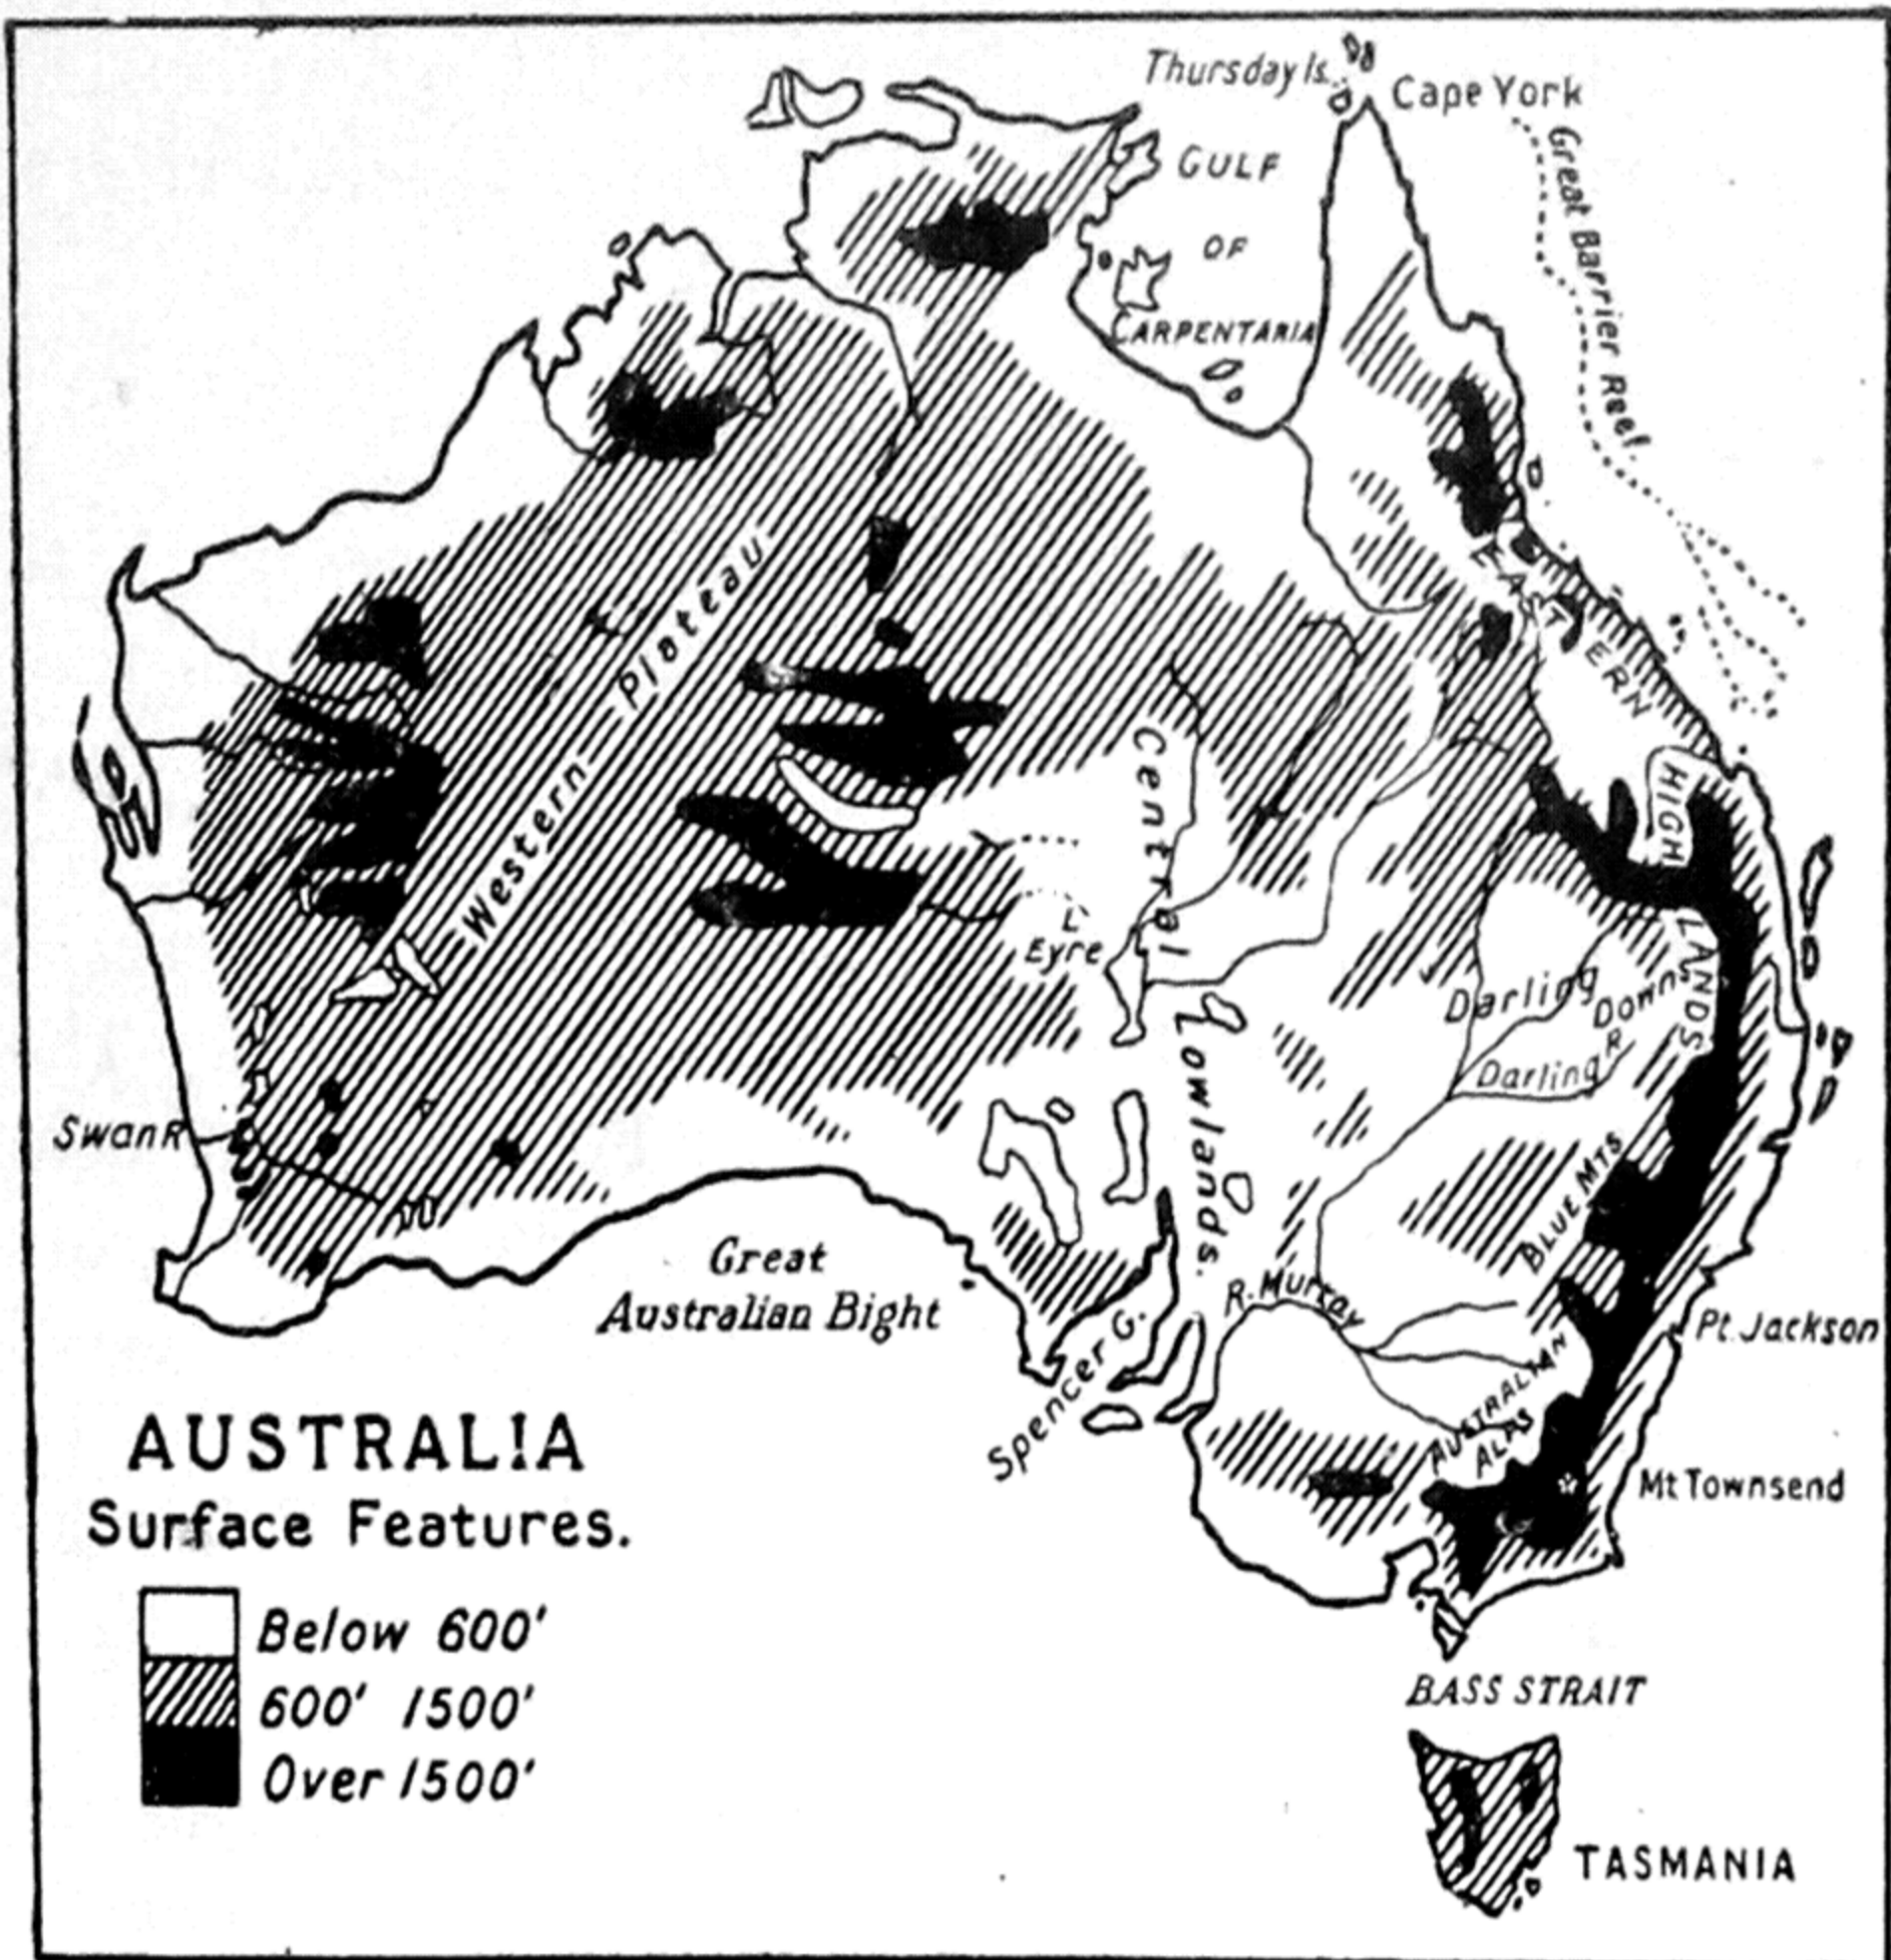 Thursday Is.
Cape York
Great Barrier Reef.
GULF
OF
CARPENTARIA
Western Plateau
EASTERN
HIGH
LANDS
Central
Lowlands.
L
Eyre
Darling
Downs
Darling R
Swan R
BLUE MTS
Great
Australian Bight
Spencer G.
R. Murray
Pt. Jackson
AUSTRALIAN
ALPS
Mt Townsend
AUSTRALIA
Surface Features.
Below 600'
600' 1500'
Over 1500'
BASS STRAIT
TASMANIA